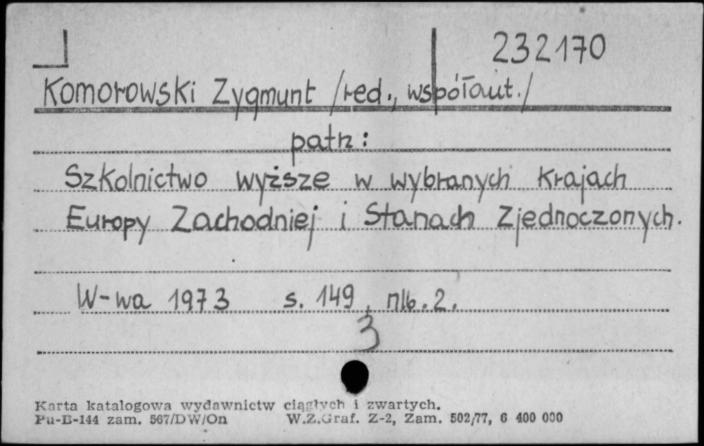 232170
Komorowski Zygmunt /red., współaut./
patrz:
Szkolnictwo wyższe w wybranych krajach
Europy Zachodniej i Stanach Zjednoczonych.
W-wa 1973 s. 149, nlb. 2.
3
Karta katalogowa wydawnictw ciągłych i zwartych.
Pu-B-144 zam. 567/DW/On W.Z.Graf. Z-2, Zam. 502/77, 6 400 000